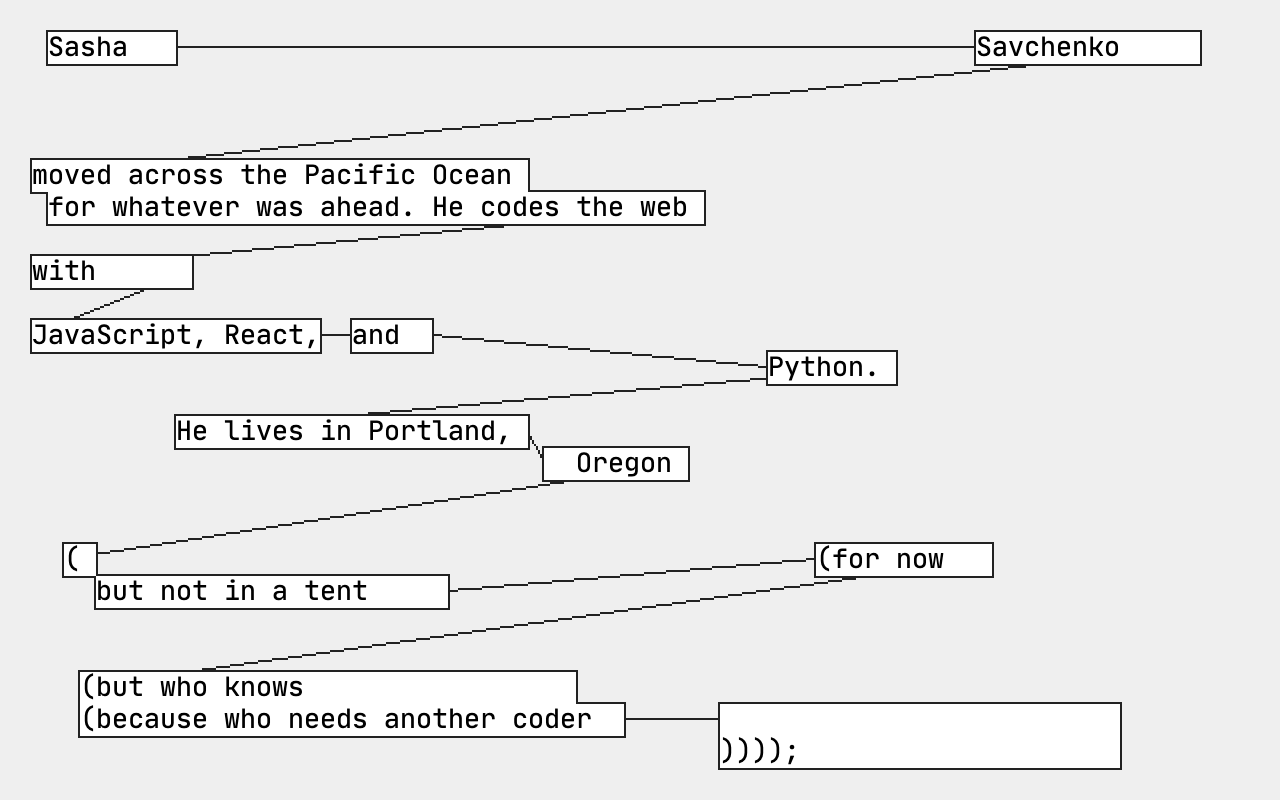 Sasha
Savchenko
moved across the Pacific Ocean
for whatever was ahead. He codes the web
with
JavaScript, React,
and
Python.
He lives in Portland,
Oregon
(
but not in a tent
(for now
(but who knows
(because who needs another coder
))));